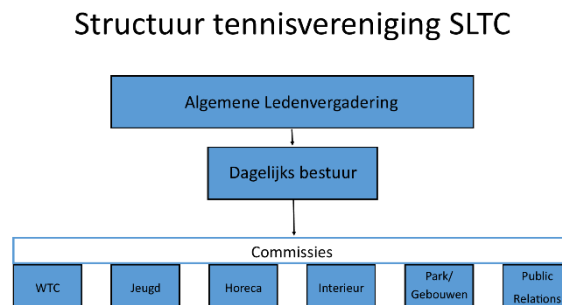 Structuur tennisvereniging SLTC
Algemene Ledenvergadering
Dagelijks bestuur
Commissies
WTC
Jeugd
Horeca
Interieur
Park/
Gebouwen
Public
Relations